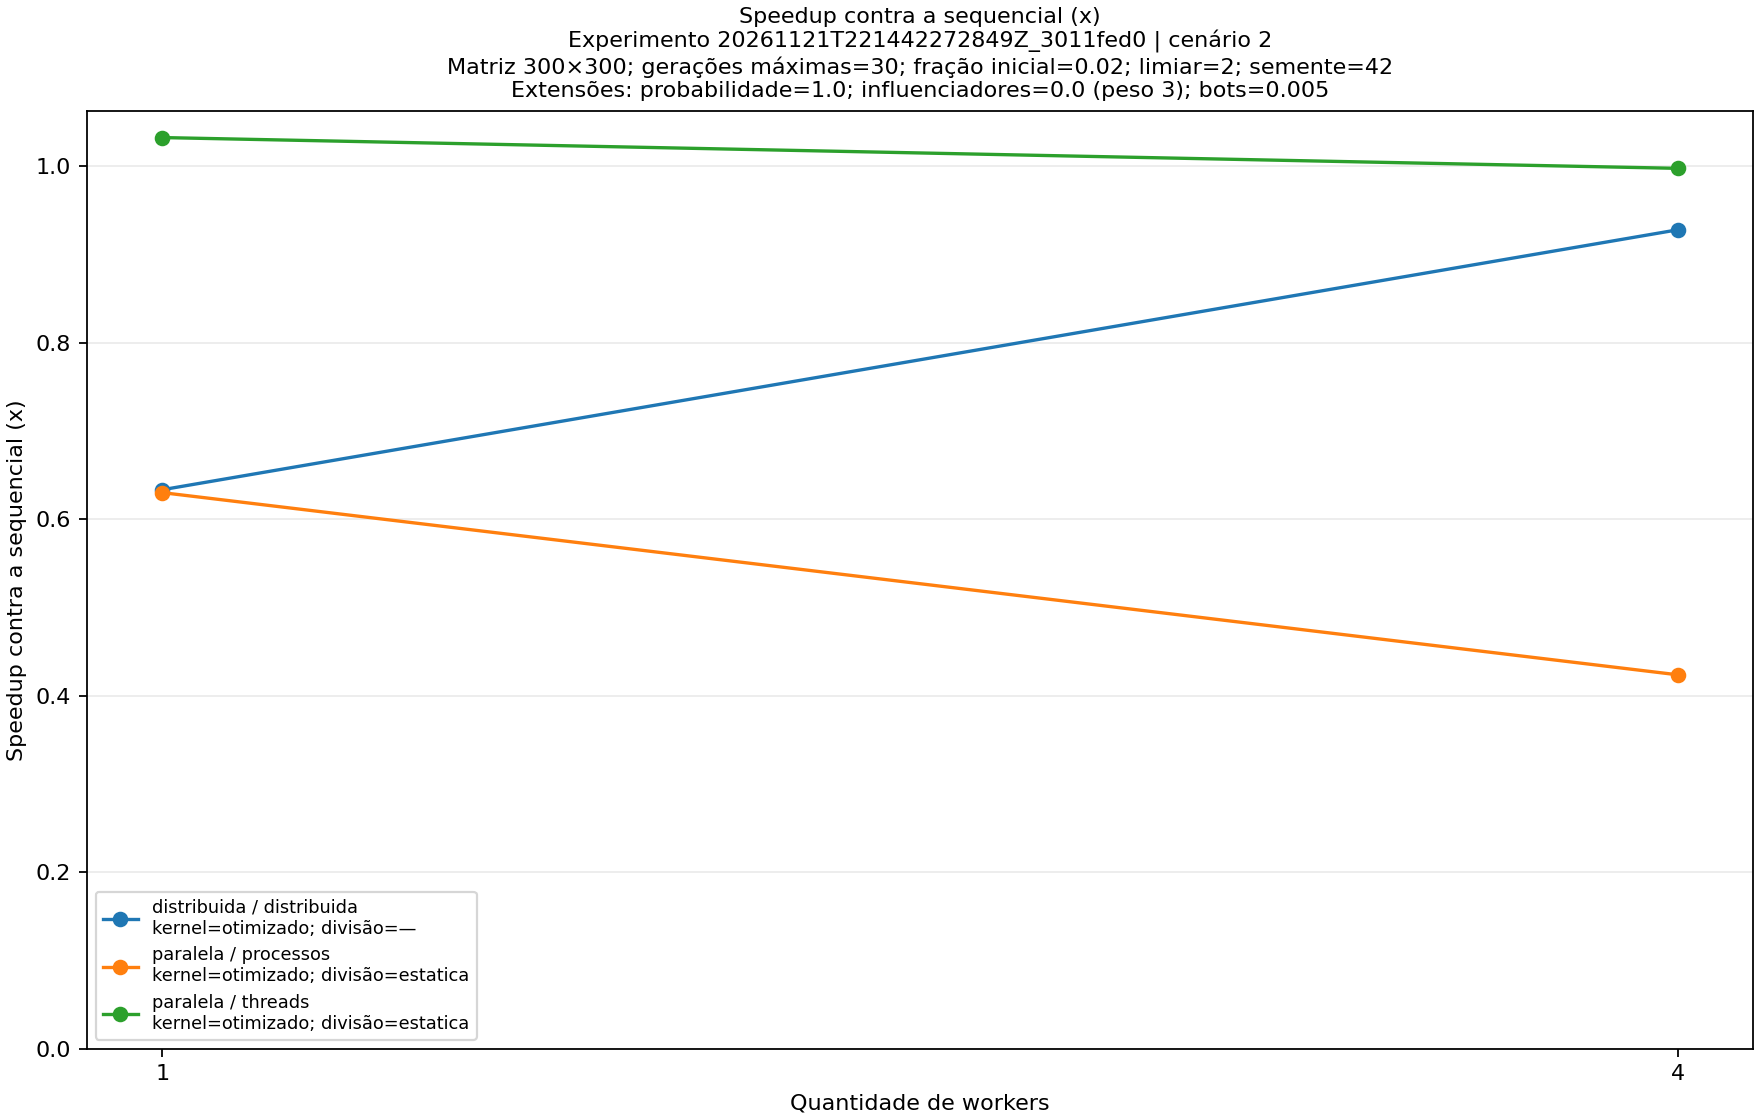 Speedup contra a sequencial (x)
Experimento 20261121T221442272849Z_3011fed0 | cenário 2
Matriz 300×300; gerações máximas=30; fração inicial=0.02; limiar=2; semente=42
Extensões: probabilidade=1.0; influenciadores=0.0 (peso 3); bots=0.005
Speedup contra a sequencial (x)
1.0
0.8
0.6
0.4
0.2
0.0
distribuida / distribuida
kernel=otimizado; divisão=—
paralela / processos
kernel=otimizado; divisão=estatica
paralela / threads
kernel=otimizado; divisão=estatica
1
4
Quantidade de workers